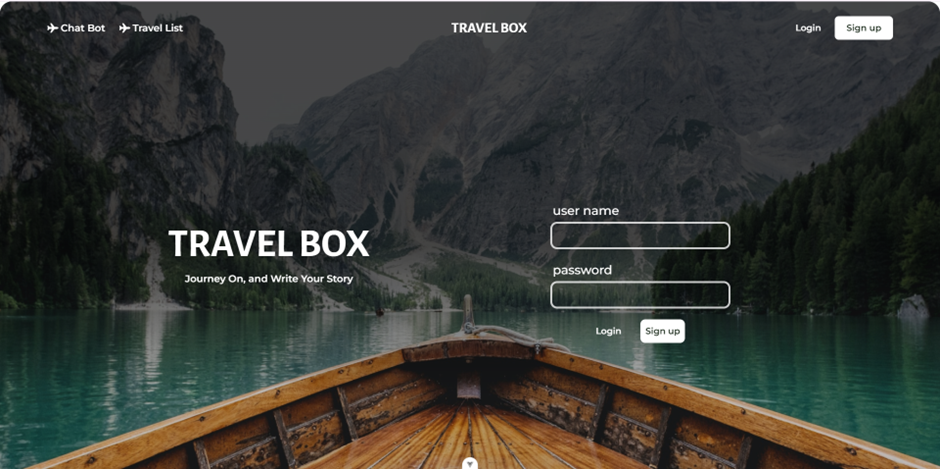 Chat Bot
Travel List
TRAVEL BOX
Login
Sign up
TRAVEL BOX
Journey On, and Write Your Story
user name
password
Login
Sign up